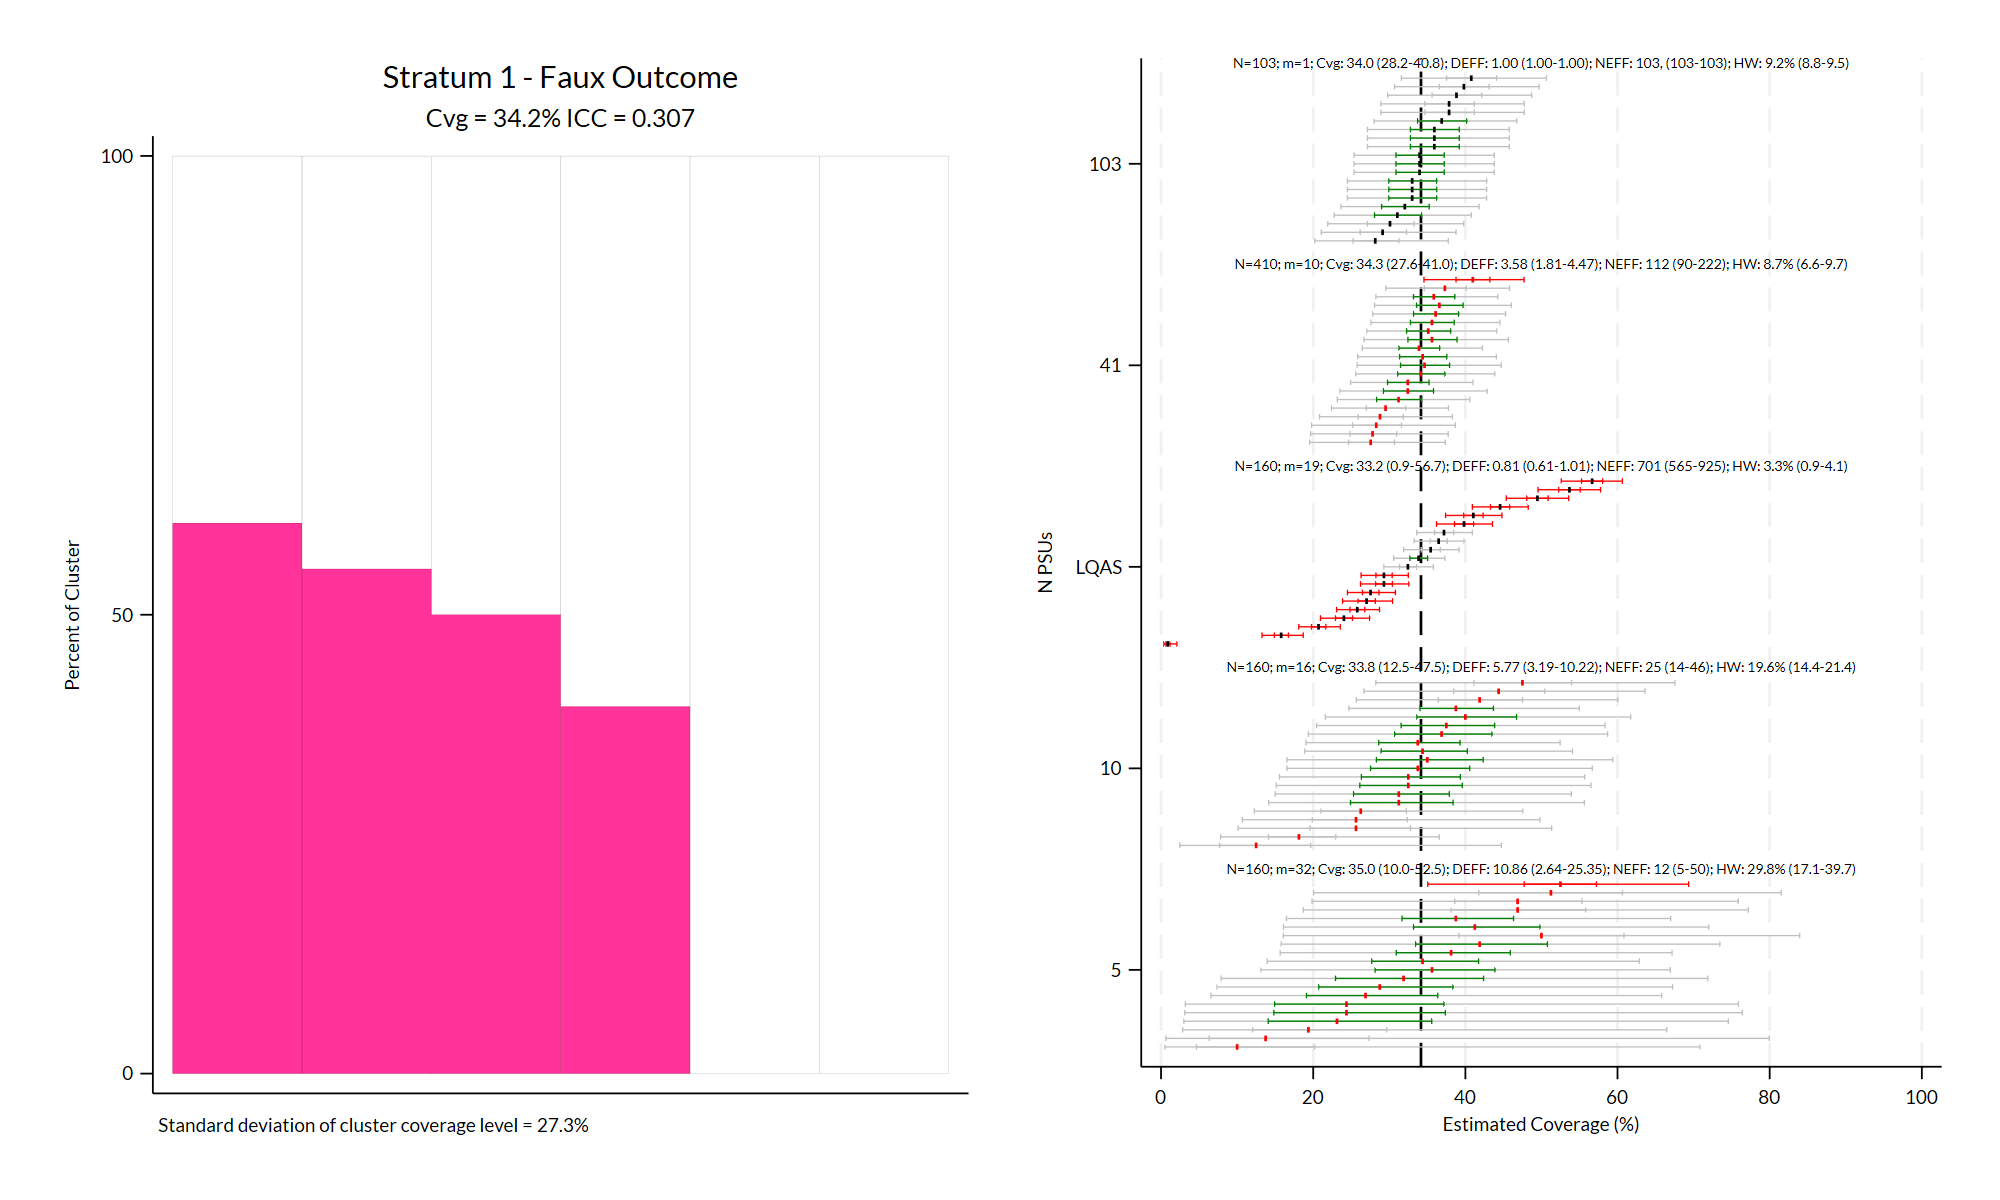 Stratum 1 - Faux Outcome
Cvg = 34.2% ICC = 0.307
100
50
0
Percent of Cluster
Standard deviation of cluster coverage level = 27.3%
N=103; m=1; Cvg: 34.0 (28.2-40.8); DEFF: 1.00 (1.00-1.00); NEFF: 103, (103-103); HW: 9.2% (8.8-9.5)
103
N=410; m=10; Cvg: 34.3 (27.6-41.0); DEFF: 3.58 (1.81-4.47); NEFF: 112 (90-222); HW: 8.7% (6.6-9.7)
41
N=160; m=19; Cvg: 33.2 (0.9-56.7); DEFF: 0.81 (0.61-1.01); NEFF: 701 (565-925); HW: 3.3% (0.9-4.1)
N PSUs
LQAS
N=160; m=16; Cvg: 33.8 (12.5-47.5); DEFF: 5.77 (3.19-10.22); NEFF: 25 (14-46); HW: 19.6% (14.4-21.4)
10
N=160; m=32; Cvg: 35.0 (10.0-52.5); DEFF: 10.86 (2.64-25.35); NEFF: 12 (5-50); HW: 29.8% (17.1-39.7)
5
0 20 40 60 80 100
Estimated Coverage (%)